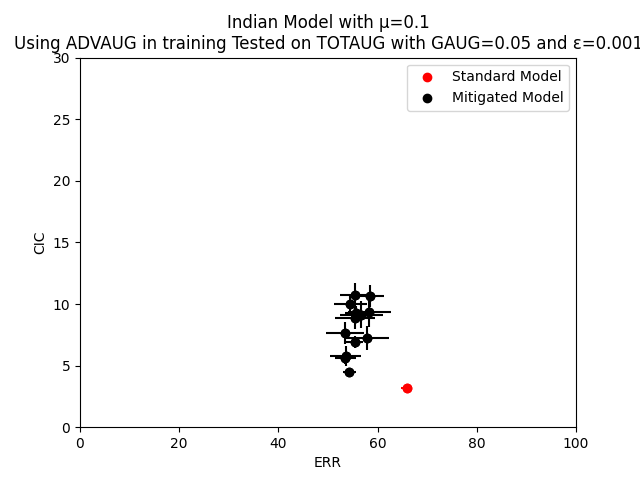 Indian Model with μ=0.1
Using ADVAUG in training Tested on TOTAUG with GAUG=0.05 and ε=0.001
30
25
20
15
10
5
0
CIC
Standard Model
Mitigated Model
0 20 40 60 80 100
ERR